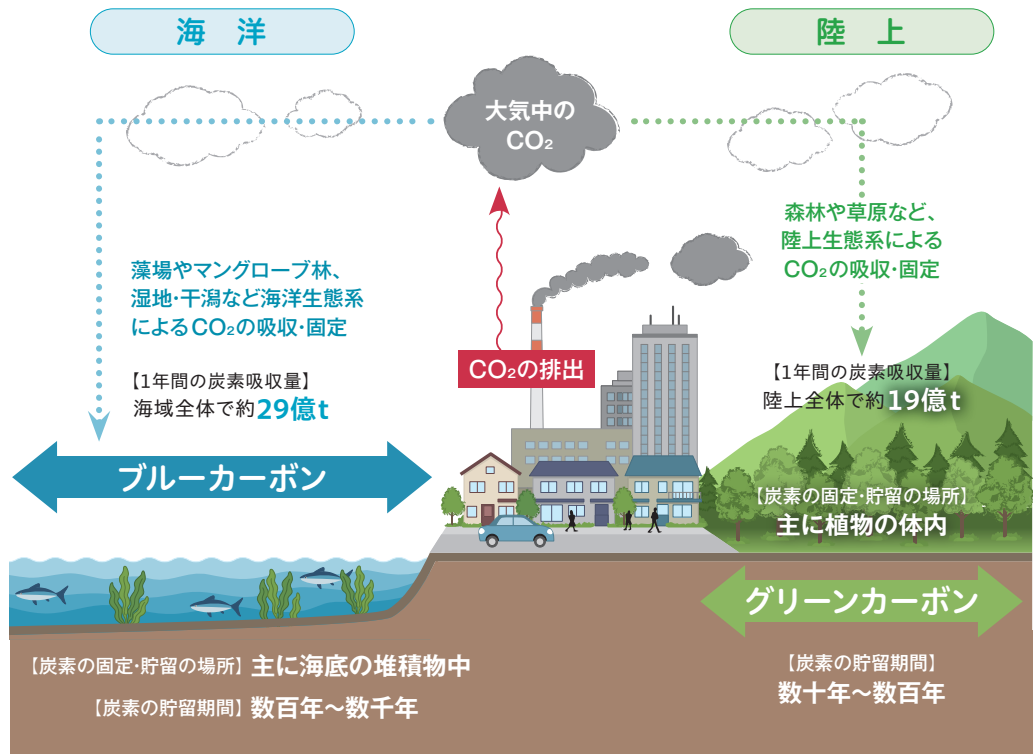 海 洋
陸 上
大気中の
CO₂
藻場やマングローブ林、
湿地・干潟など海洋生態系
によるCO₂の吸収・固定
【1年間の炭素吸収量】
海域全体で約29億t
ブルーカーボン
CO₂の排出
森林や草原など、
陸上生態系による
CO₂の吸収・固定
【1年間の炭素吸収量】
陸上全体で約19億t
【炭素の固定・貯留の場所】
主に植物の体内
グリーンカーボン
【炭素の固定・貯留の場所】主に海底の堆積物中
【炭素の貯留期間】数百年～数千年
【炭素の貯留期間】
数十年～数百年